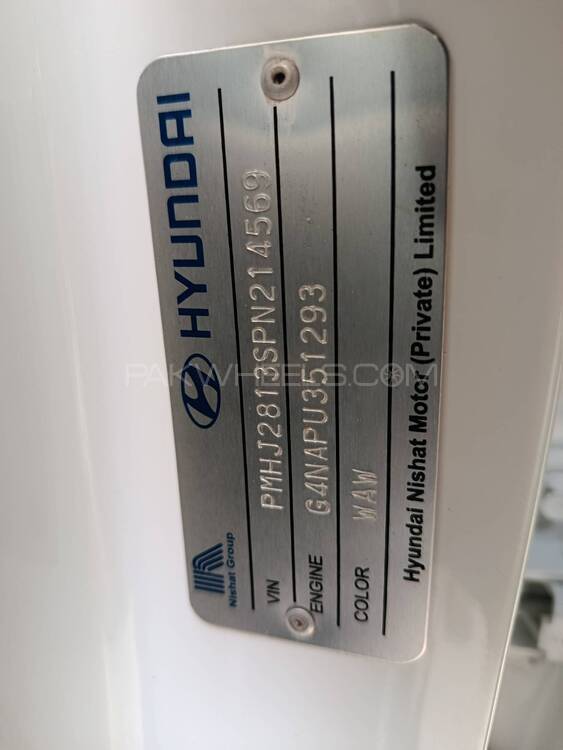 Nishat Group
HYUNDAI
VIN PMHJ2813SPN214569
ENGINE G4NAPU351293
COLOR WAW
Hyundai Nishat Motor (Private) Limited
PAKWHEELS.COM